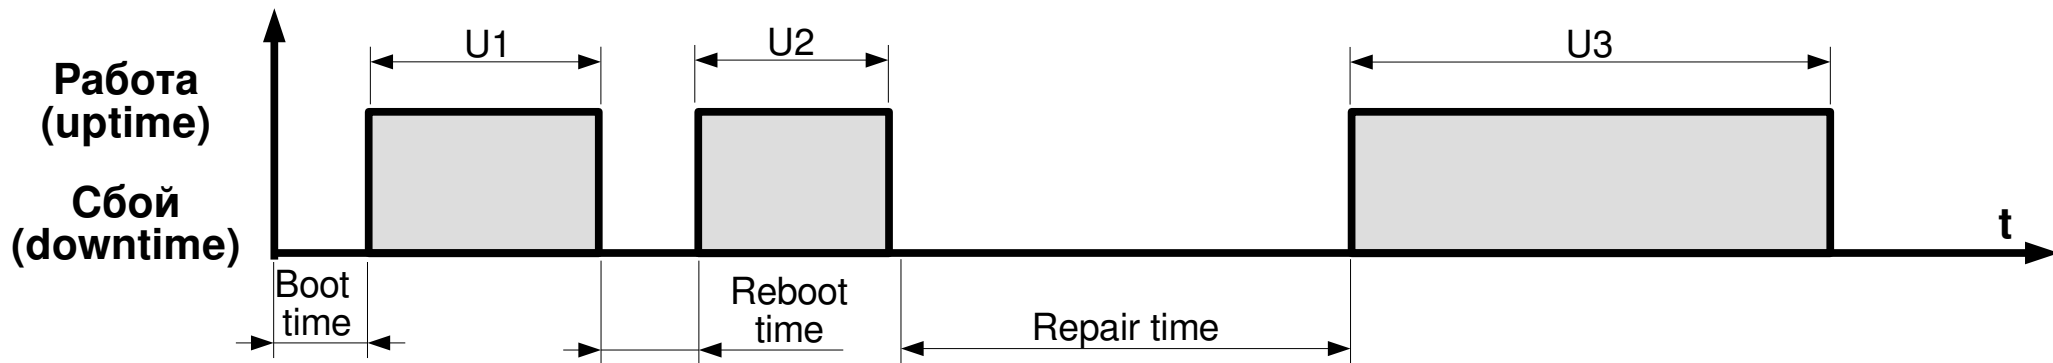 U1
U2
U3
Работа
(uptime)
Сбой
(downtime)
t
Boot
time
Reboot
time
Repair time